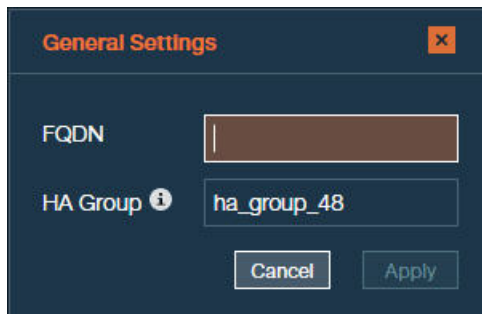 General Settings
FQDN
HA Group
ha_group_48
Cancel
Apply